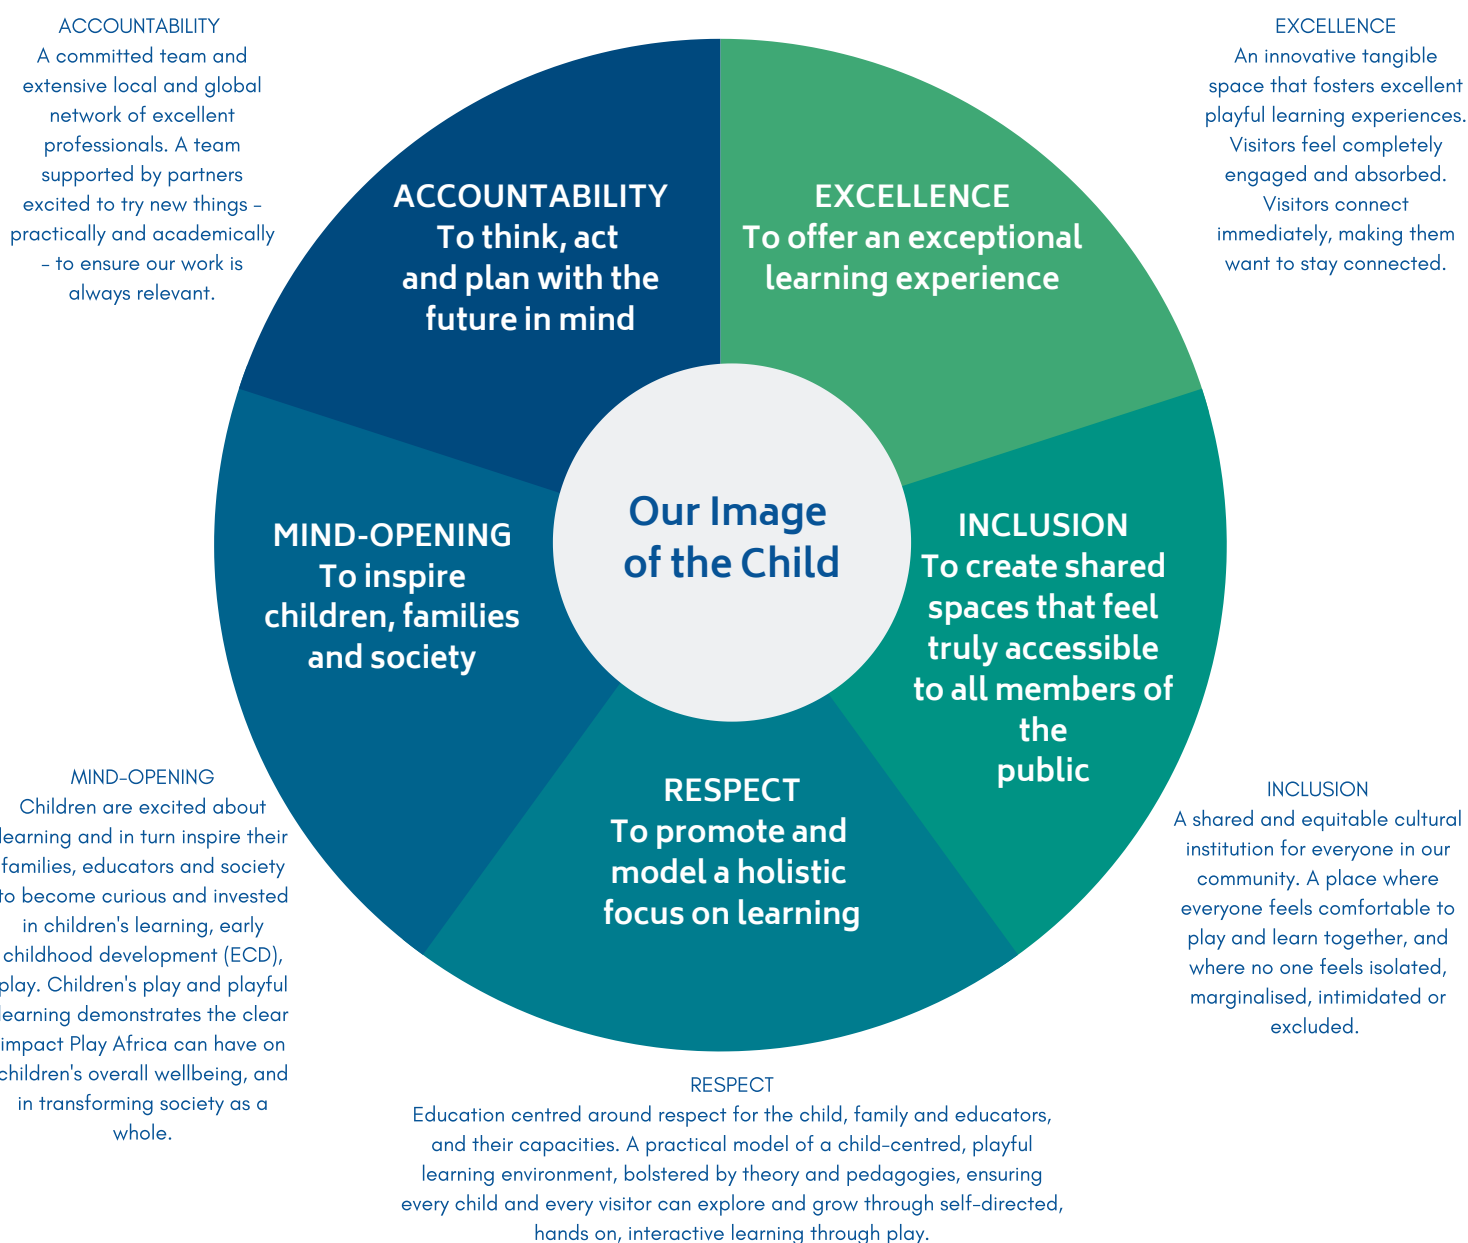 ACCOUNTABILITY
A committed team and
extensive local and global
network of excellent
professionals. A team
supported by partners
excited to try new things -
practically and academically
- to ensure our work is
always relevant.
EXCELLENCE
An innovative tangible
space that fosters excellent
playful learning experiences.
Visitors feel completely
engaged and absorbed.
Visitors connect
immediately, making them
want to stay connected.
ACCOUNTABILITY
To think, act
and plan with the
future in mind
EXCELLENCE
To offer an exceptional
learning experience
Our Image
of the Child
MIND-OPENING
To inspire
children, families
and society
INCLUSION
To create shared
spaces that feel
truly accessible
to all members of
the
public
RESPECT
To promote and
model a holistic
focus on learning
MIND-OPENING
Children are excited about
learning and in turn inspire their
families, educators and society
to become curious and invested
in children's learning, early
childhood development (ECD),
play. Children's play and playful
learning demonstrates the clear
impact Play Africa can have on
children's overall wellbeing, and
in transforming society as a
whole.
INCLUSION
A shared and equitable cultural
institution for everyone in our
community. A place where
everyone feels comfortable to
play and learn together, and
where no one feels isolated,
marginalised, intimidated or
excluded.
RESPECT
Education centred around respect for the child, family and educators,
and their capacities. A practical model of a child-centred, playful
learning environment, bolstered by theory and pedagogies, ensuring
every child and every visitor can explore and grow through self-directed,
hands on, interactive learning through play.